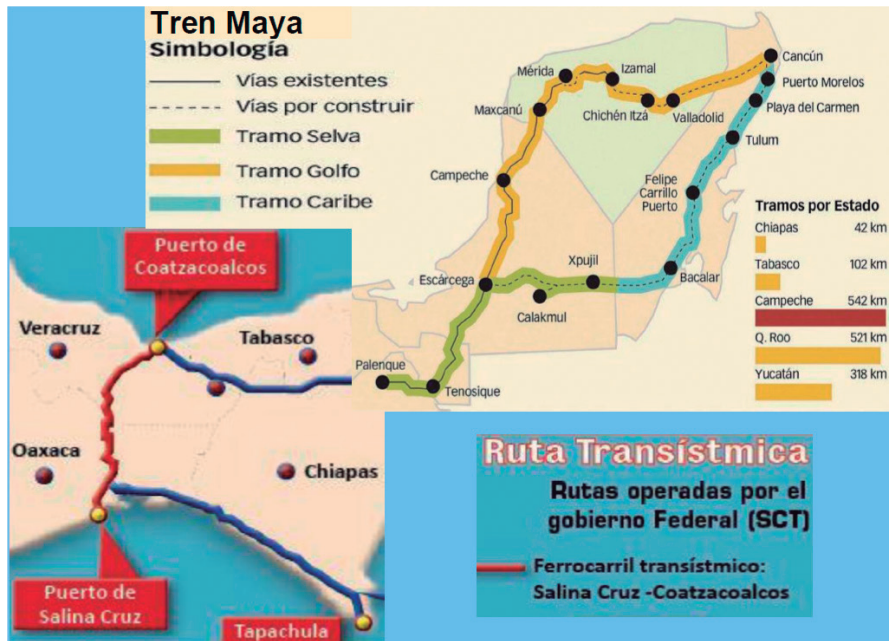 Tren Maya
Simbología
Vías existentes
Vías por construir
Tramo Selva
Tramo Golfo
Tramo Caribe
Mérida
Izamal
Cancún
Puerto Morelos
Maxcanú
Chichén Itzá
Valladolid
Playa del Carmen
Tulum
Campeche
Felipe
Carrillo
Puerto
Escárcega
Xpujil
Calakmul
Bacalar
Palenque
Tenosique
Tramos por Estado
Chiapas 42 km
Tabasco 102 km
Campeche 542 km
Q. Roo 521 km
Yucatán 318 km
Puerto de
Coatzacoalcos
Veracruz
Tabasco
Oaxaca
Chiapas
Puerto de
Salina Cruz
Tapachula
Ruta Transístmica
Rutas operadas por el
gobierno Federal (SCT)
Ferrocarril transístmico:
Salina Cruz -Coatzacoalcos